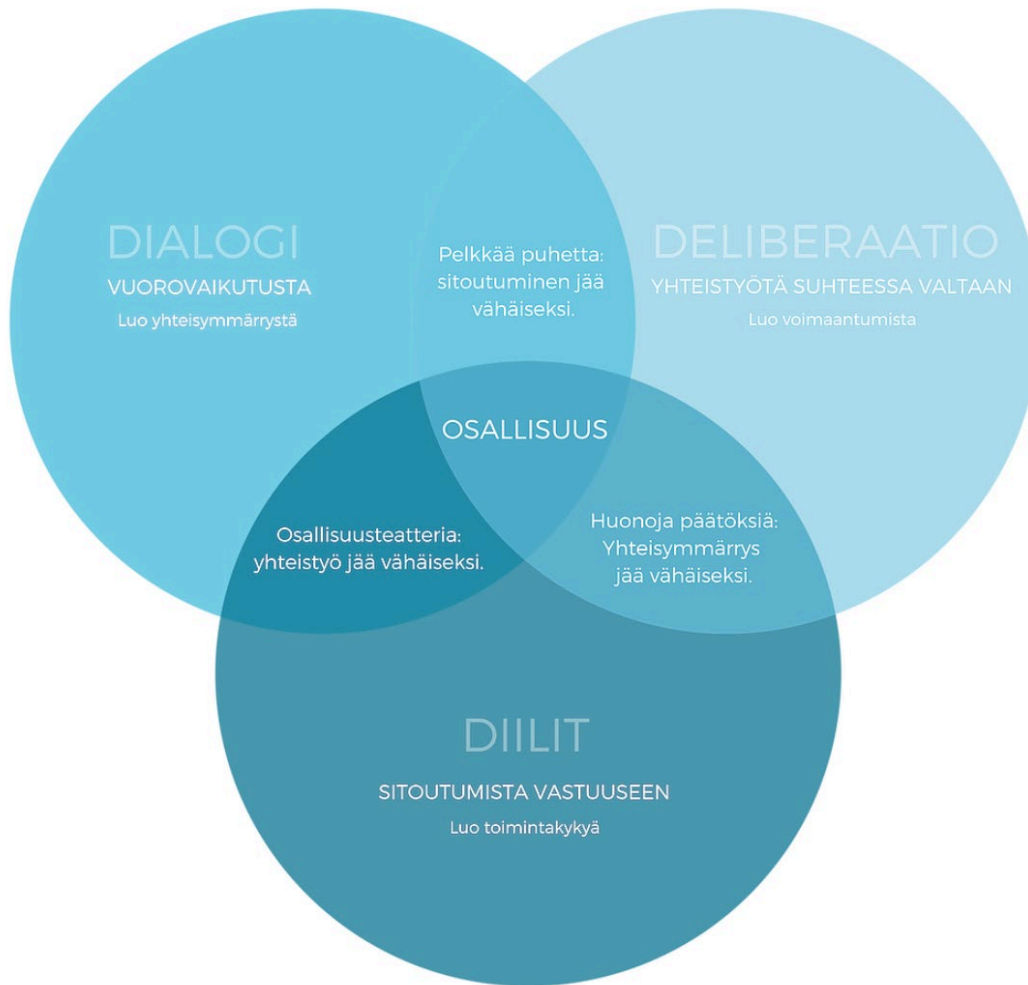 DIALOGI
VUOROVAIKUTUSTA
Luo yhteisymmärrystä
Pelkkää puhetta:
sitoutuminen jää
vähäiseksi.
DELIBERAATIO
YHTEISTYÖTÄ SUHTEESSA VALTAAN
Luo voimaantumista
OSALLISUUS
Osallisuusteatteria:
yhteistyö jää vähäiseksi.
Huonoja päätöksiä:
Yhteisymmärrys
jää vähäiseksi.
DIILIT
SITOUTUMISTA VASTUUSEEN
Luo toimintakykyä